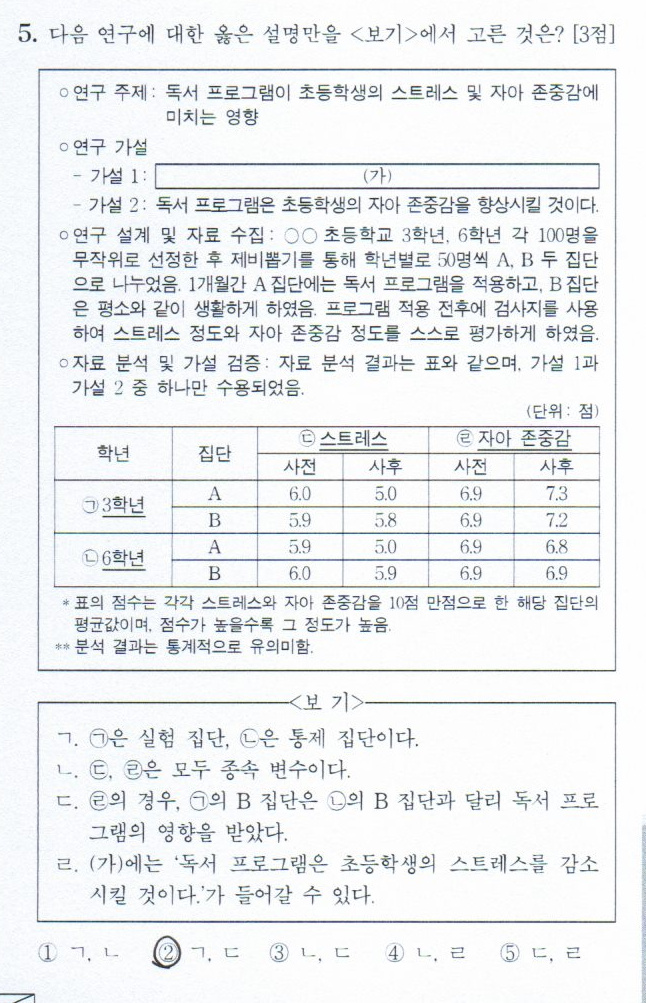 5. 다음 연구에 대한 옳은 설명만을 <보기>에서 고른 것은? [3점]
○연구 주제: 독서 프로그램이 초등학생의 스트레스 및 자아 존중감에
미치는 영향
○연구 가설
- 가설 1: (가)
- 가설 2: 독서 프로그램은 초등학생의 자아 존중감을 향상시킬 것이다.
○연구 설계 및 자료 수집: ○○ 초등학교 3학년, 6학년 각 100명을
무작위로 선정한 후 제비뽑기를 통해 학년별로 50명씩 A, B 두 집단
으로 나누었음. 1개월간 A 집단에는 독서 프로그램을 적용하고, B 집단
은 평소와 같이 생활하게 하였음. 프로그램 적용 전후에 검사지를 사용
하여 스트레스 정도와 자아 존중감 정도를 스스로 평가하게 하였음.
○자료 분석 및 가설 검증: 자료 분석 결과는 표와 같으며, 가설 1과
가설 2 중 하나만 수용되었음.
(단위: 점)
학년 집단 ㉢스트레스 ㉣자아 존중감
사전 사후 사전 사후
㉠3학년 A 6.0 5.0 6.9 7.3
B 5.9 5.8 6.9 7.2
㉡6학년 A 5.9 5.0 6.9 6.8
B 6.0 5.9 6.9 6.9
* 표의 점수는 각각 스트레스와 자아 존중감을 10점 만점으로 한 해당 집단의
평균값이며, 점수가 높을수록 그 정도가 높음.
** 분석 결과는 통계적으로 유의미함.
<보 기>
ㄱ. ㉠은 실험 집단, ㉡은 통제 집단이다.
ㄴ. ㉢, ㉣은 모두 종속 변수이다.
ㄷ. ㉣의 경우, ㉠의 B 집단은 ㉡의 B 집단과 달리 독서 프로
그램의 영향을 받았다.
ㄹ. (가)에는 '독서 프로그램은 초등학생의 스트레스를 감소
시킬 것이다.'가 들어갈 수 있다.
① ㄱ, ㄴ ② ㄱ, ㄷ ③ ㄴ, ㄷ ④ ㄴ, ㄹ ⑤ ㄷ, ㄹ